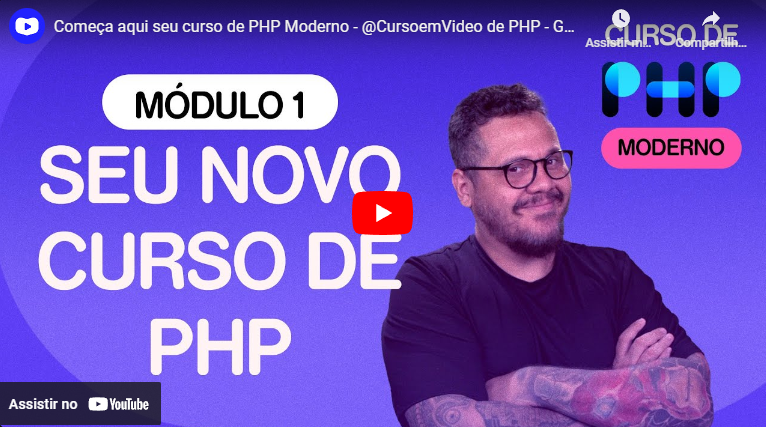 Começa aqui seu curso de PHP Moderno - @CursoemVideo de PHP - G...
Assistir m...
Compartilh...
CURSO DE
PHP
MODERNO
MÓDULO 1
SEU NOVO
CURSO DE
PHP
Assistir no YouTube